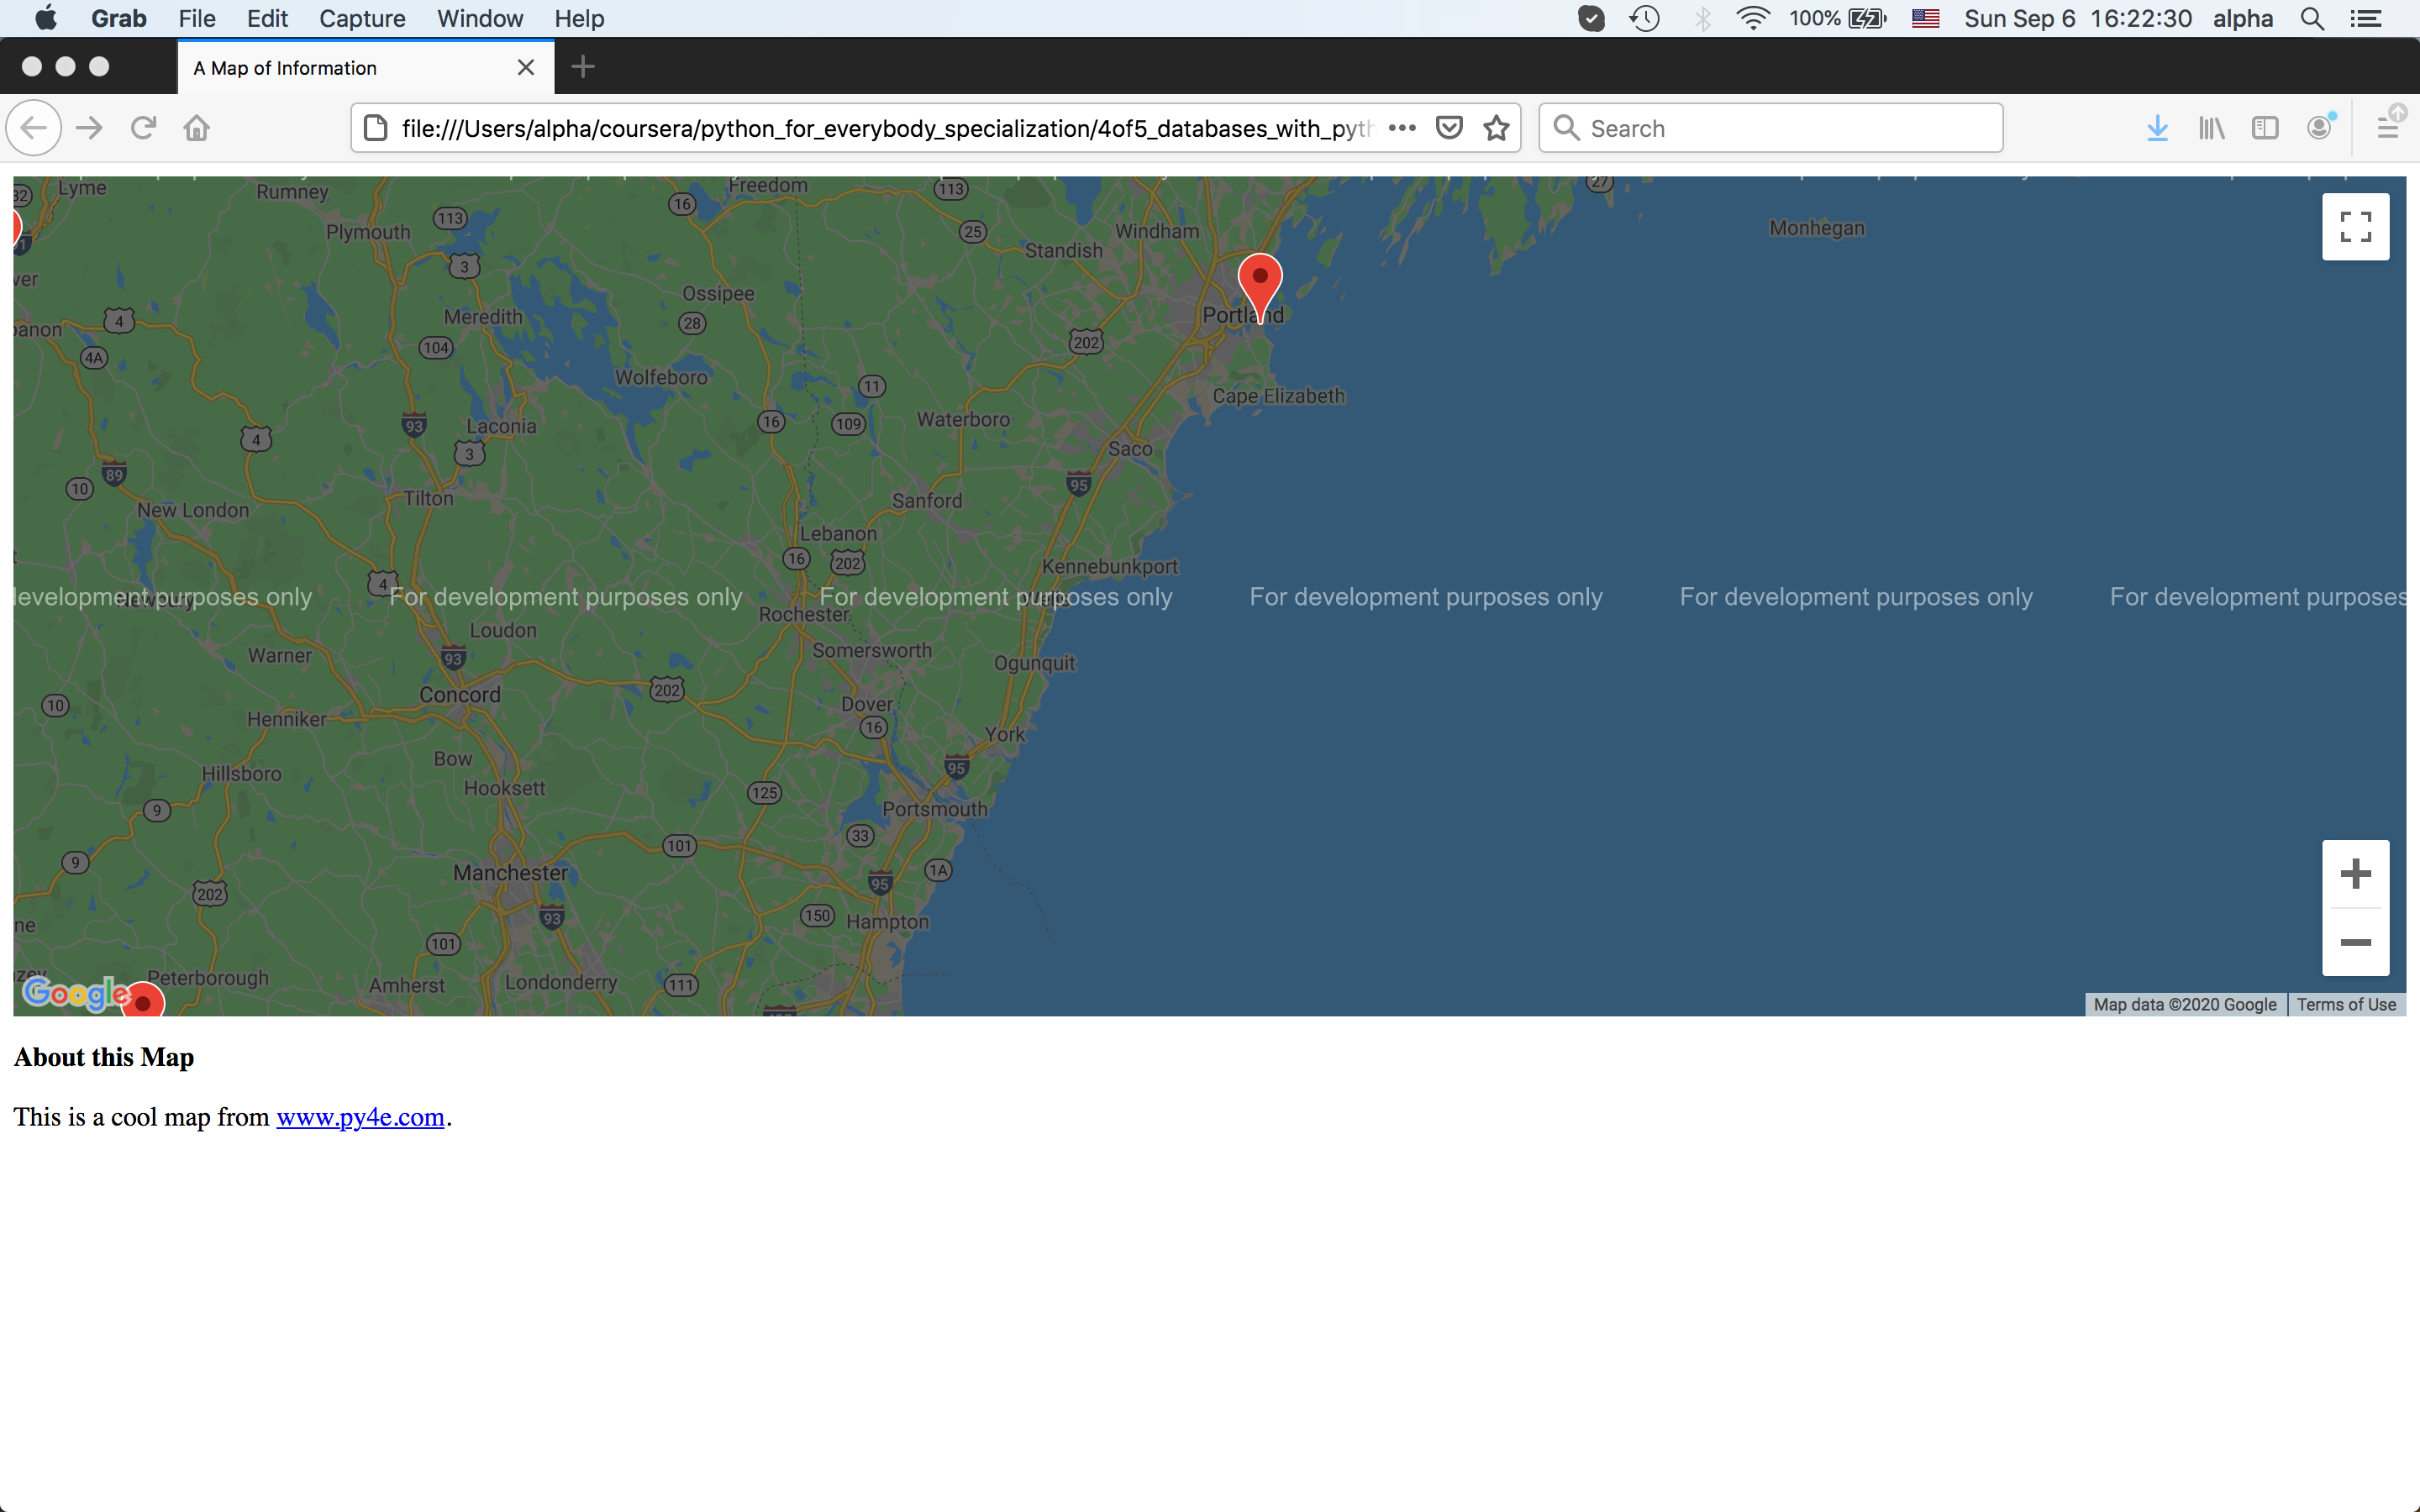 Grab File Edit Capture Window Help 100% Sun Sep 6 16:22:30 alpha
A Map of Information
file:///Users/alpha/coursera/python_for_everybody_specialization/4of5_databases_with_pyth
Search
Lyme
Rumney
Freedom
113
27
16
113
Plymouth
25
Windham
Monhegan
Standish
3
Ossipee
Meredith
28
Portland
4
202
104
4A
Wolfeboro
11
Cape Elizabeth
93
Laconia
16
109
Waterboro
4
3
Saco
89
10
95
Tilton
Sanford
New London
Lebanon
16
202
Kennebunkport
4
Newbury
Wells
development purposes only For development purposes only For development purposes only For development purposes only For development purposes only For development purposes
Rochester
Loudon
Warner
93
Somersworth
Ogunquit
202
Concord
10
Dover
Henniker
16
York
Bow
95
Hillsboro
Hooksett
125
9
Portsmouth
33
101
9
1A
Manchester
95
202
93
150
Hampton
101
Peterborough
Amherst
Londonderry
111
Google
Map data ©2020 Google Terms of Use
About this Map
This is a cool map from www.py4e.com.